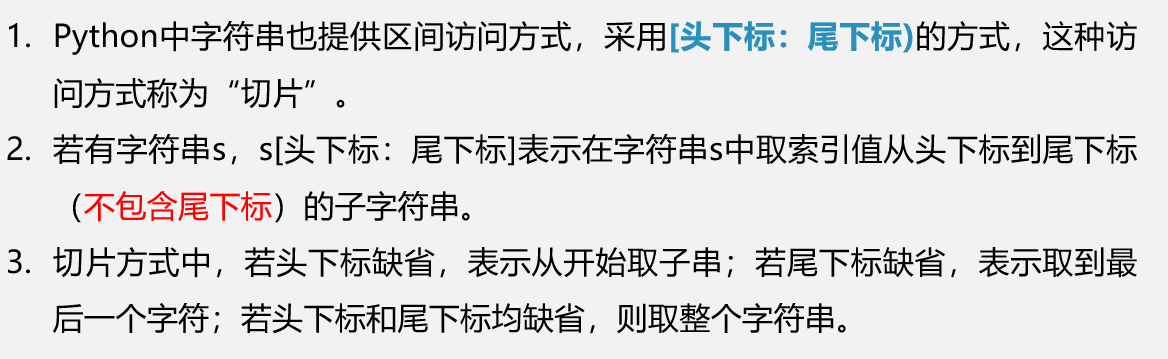 1. Python中字符串也提供区间访问方式，采用[头下标：尾下标)的方式，这种访
问方式称为“切片”。
2. 若有字符串s，s[头下标：尾下标]表示在字符串s中取索引值从头下标到尾下标
（不包含尾下标）的子字符串。
3. 切片方式中，若头下标缺省，表示从开始取子串；若尾下标缺省，表示取到最
后一个字符；若头下标和尾下标均缺省，则取整个字符串。